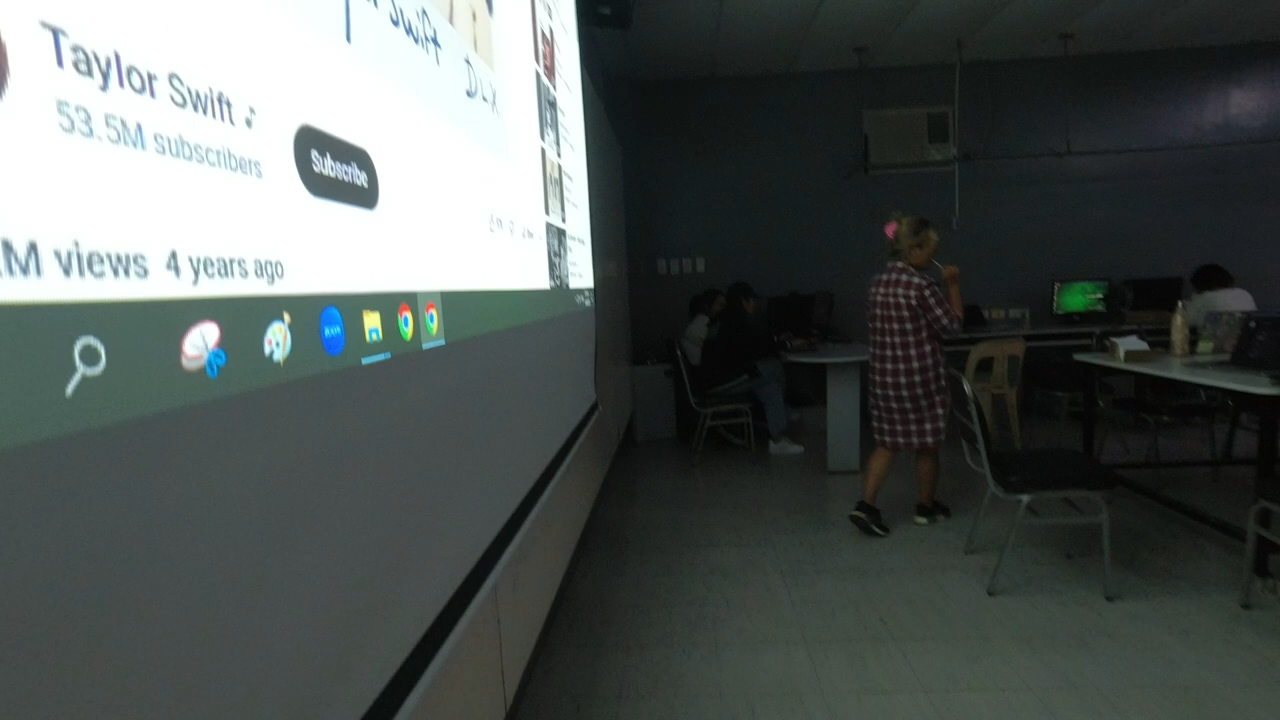 Swift
DLX
Taylor Swift
53.5M subscribers
Subscribe
M views 4 years ago